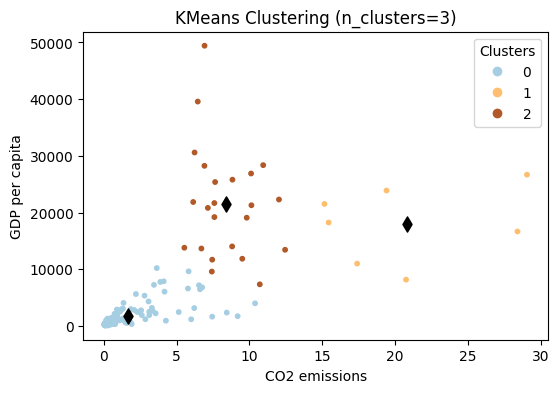 KMeans Clustering (n_clusters=3)
GDP per capita
50000
40000
30000
20000
10000
0
Clusters
0
1
2
0 5 10 15 20 25 30
CO2 emissions